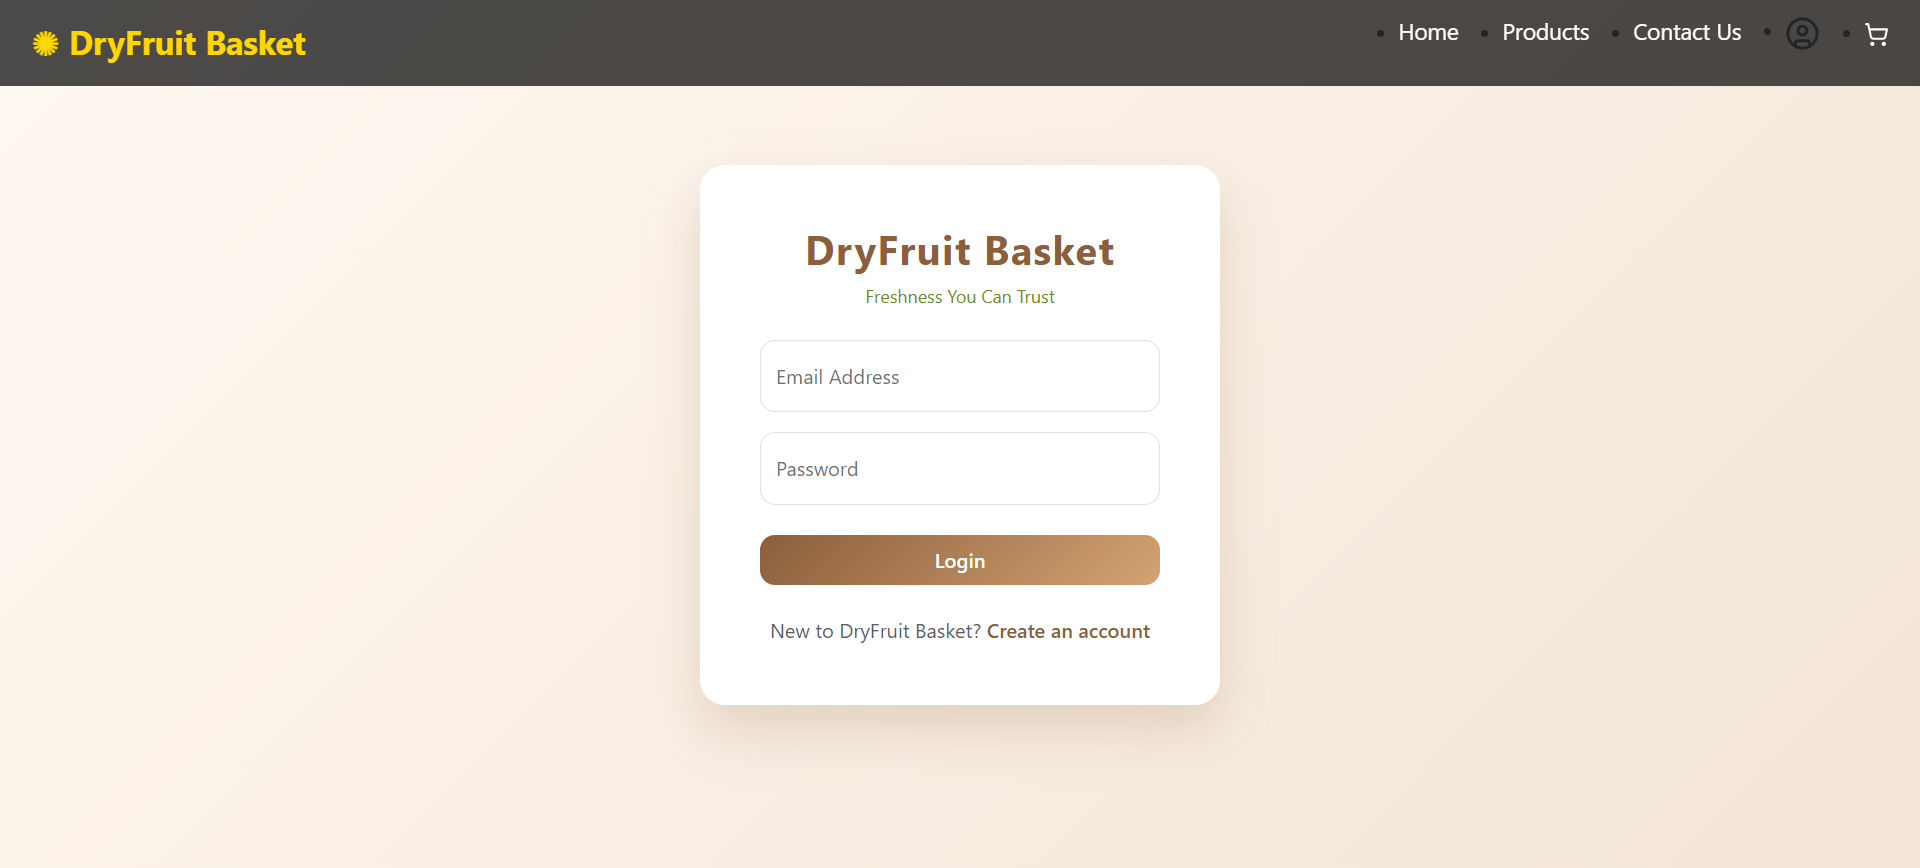 ✺ DryFruit Basket
• Home • Products • Contact Us
DryFruit Basket
Freshness You Can Trust
Email Address
Password
Login
New to DryFruit Basket? Create an account